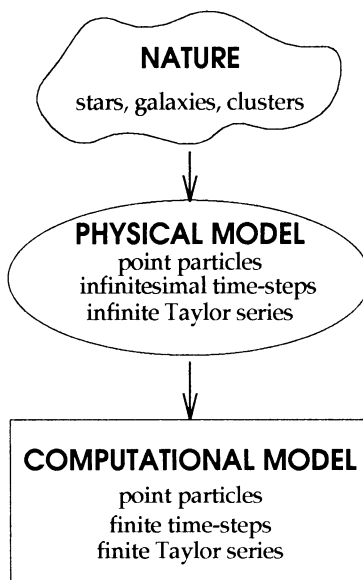 NATURE
stars, galaxies, clusters
PHYSICAL MODEL
point particles
infinitesimal time-steps
infinite Taylor series
COMPUTATIONAL MODEL
point particles
finite time-steps
finite Taylor series